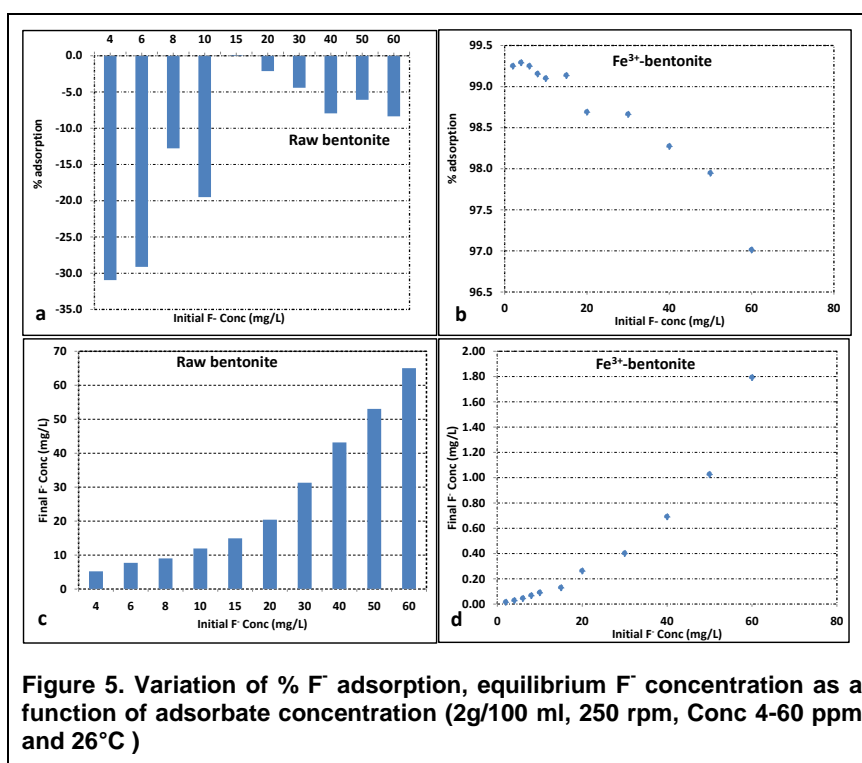 4 6 8 10 15 20 30 40 50 60
0.0
-5.0
-10.0
-15.0
-20.0
-25.0
-30.0
-35.0
% adsorption
Raw bentonite
a
Initial F- Conc (mg/L)
99.5
99.0
98.5
98.0
97.5
97.0
96.5
% adsorption
Fe³⁺-bentonite
0 20 40 60 80
b
Initial F- conc (mg/L)
70
60
50
40
30
20
10
0
Final F⁻ Conc (mg/L)
Raw bentonite
4 6 8 10 15 20 30 40 50 60
c
Initial F⁻ Conc (mg/L)
2.00
1.80
1.60
1.40
1.20
1.00
0.80
0.60
0.40
0.20
0.00
Final F⁻ Conc (mg/L)
Fe³⁺-bentonite
0 20 40 60 80
d
Initial F⁻ Conc (mg/L)
Figure 5. Variation of % F⁻ adsorption, equilibrium F⁻ concentration as a
function of adsorbate concentration (2g/100 ml, 250 rpm, Conc 4-60 ppm
and 26°C )